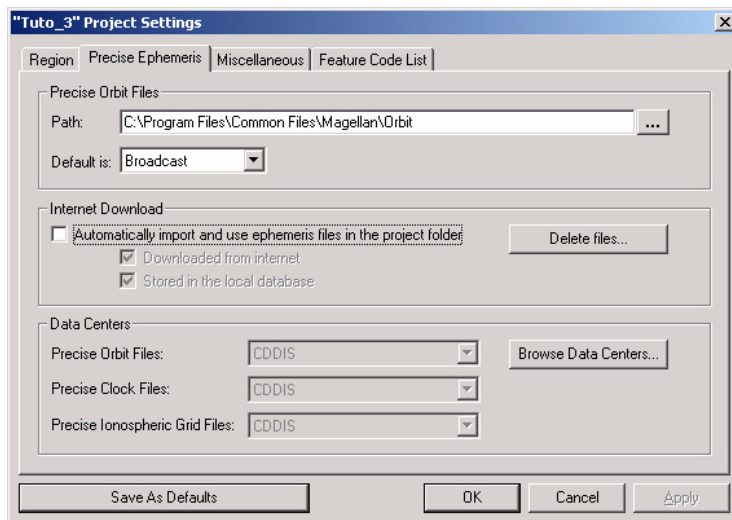 "Tuto_3" Project Settings
Region
Precise Ephemeris
Miscellaneous
Feature Code List
Precise Orbit Files
Path:
C:\Program Files\Common Files\Magellan\Orbit
...
Default is:
Broadcast
Internet Download
Automatically import and use ephemeris files in the project folder
Delete files...
Downloaded from internet
Stored in the local database
Data Centers
Precise Orbit Files:
CDDIS
Browse Data Centers...
Precise Clock Files:
CDDIS
Precise Ionospheric Grid Files:
CDDIS
Save As Defaults
OK
Cancel
Apply